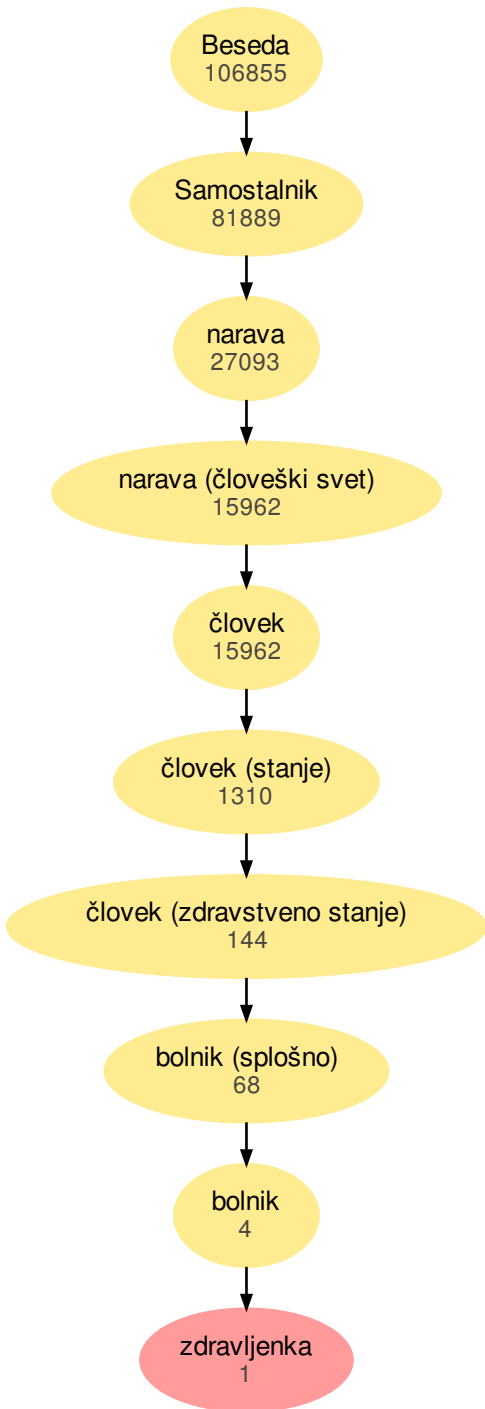 Beseda
106855
Samostalnik
81889
narava
27093
narava (človeški svet)
15962
človek
15962
človek (stanje)
1310
človek (zdravstveno stanje)
144
bolnik (splošno)
68
bolnik
4
zdravljenka
1